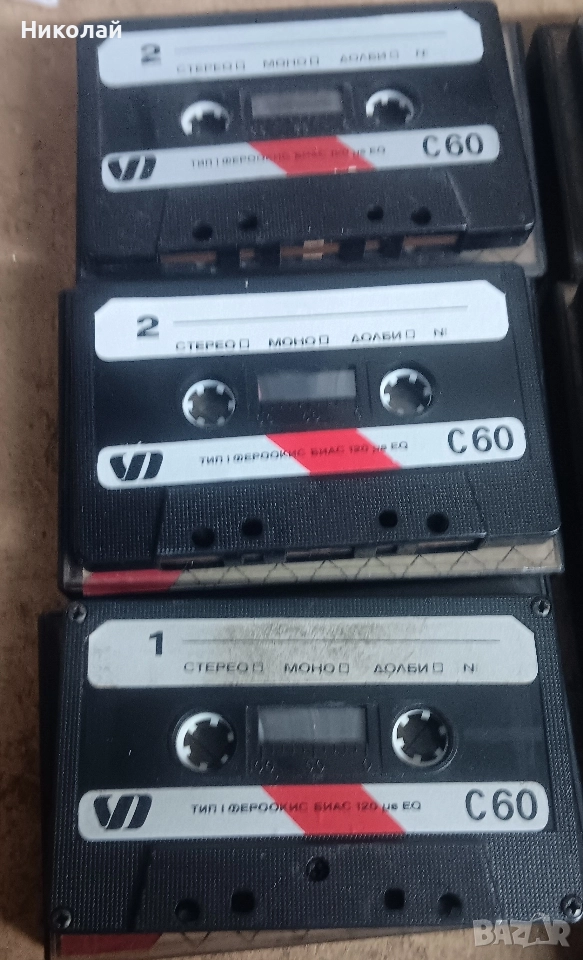 Николай
2
СТЕРЕО МОНО ДОЛБИ №
ТИП I ФЕРООКИС БИАС 120 µs EQ C60
2
СТЕРЕО МОНО ДОЛБИ №
ТИП I ФЕРООКИС БИАС 120 µs EQ C60
1
СТЕРЕО МОНО ДОЛБИ №
ТИП I ФЕРООКИС БИАС 120 µs EQ C60
BAZAR